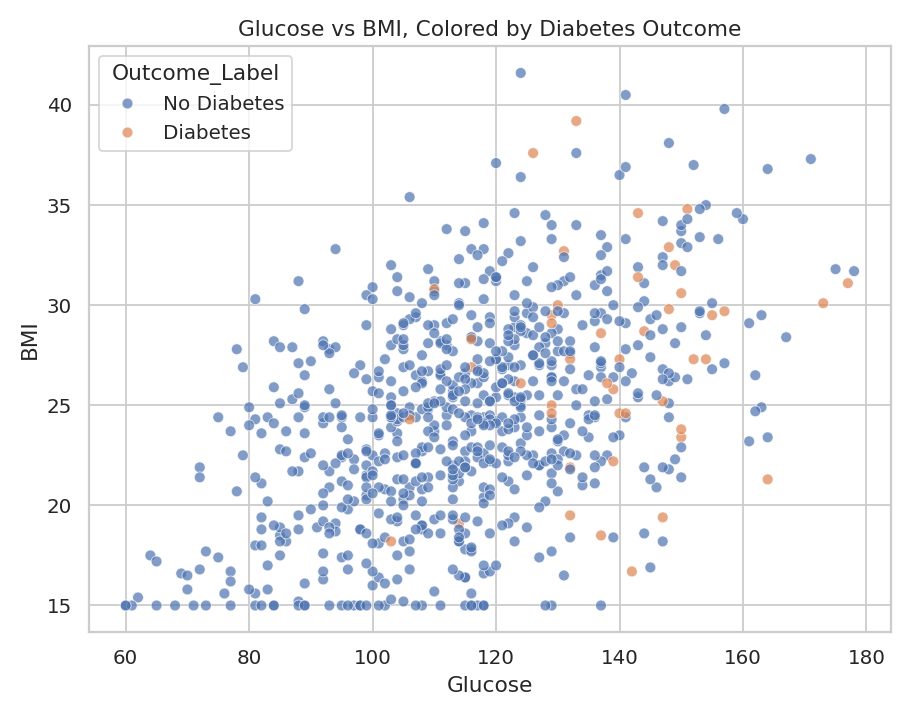 Glucose vs BMI, Colored by Diabetes Outcome
Outcome_Label
No Diabetes
Diabetes
BMI
40
35
30
25
20
15
60 80 100 120 140 160 180
Glucose